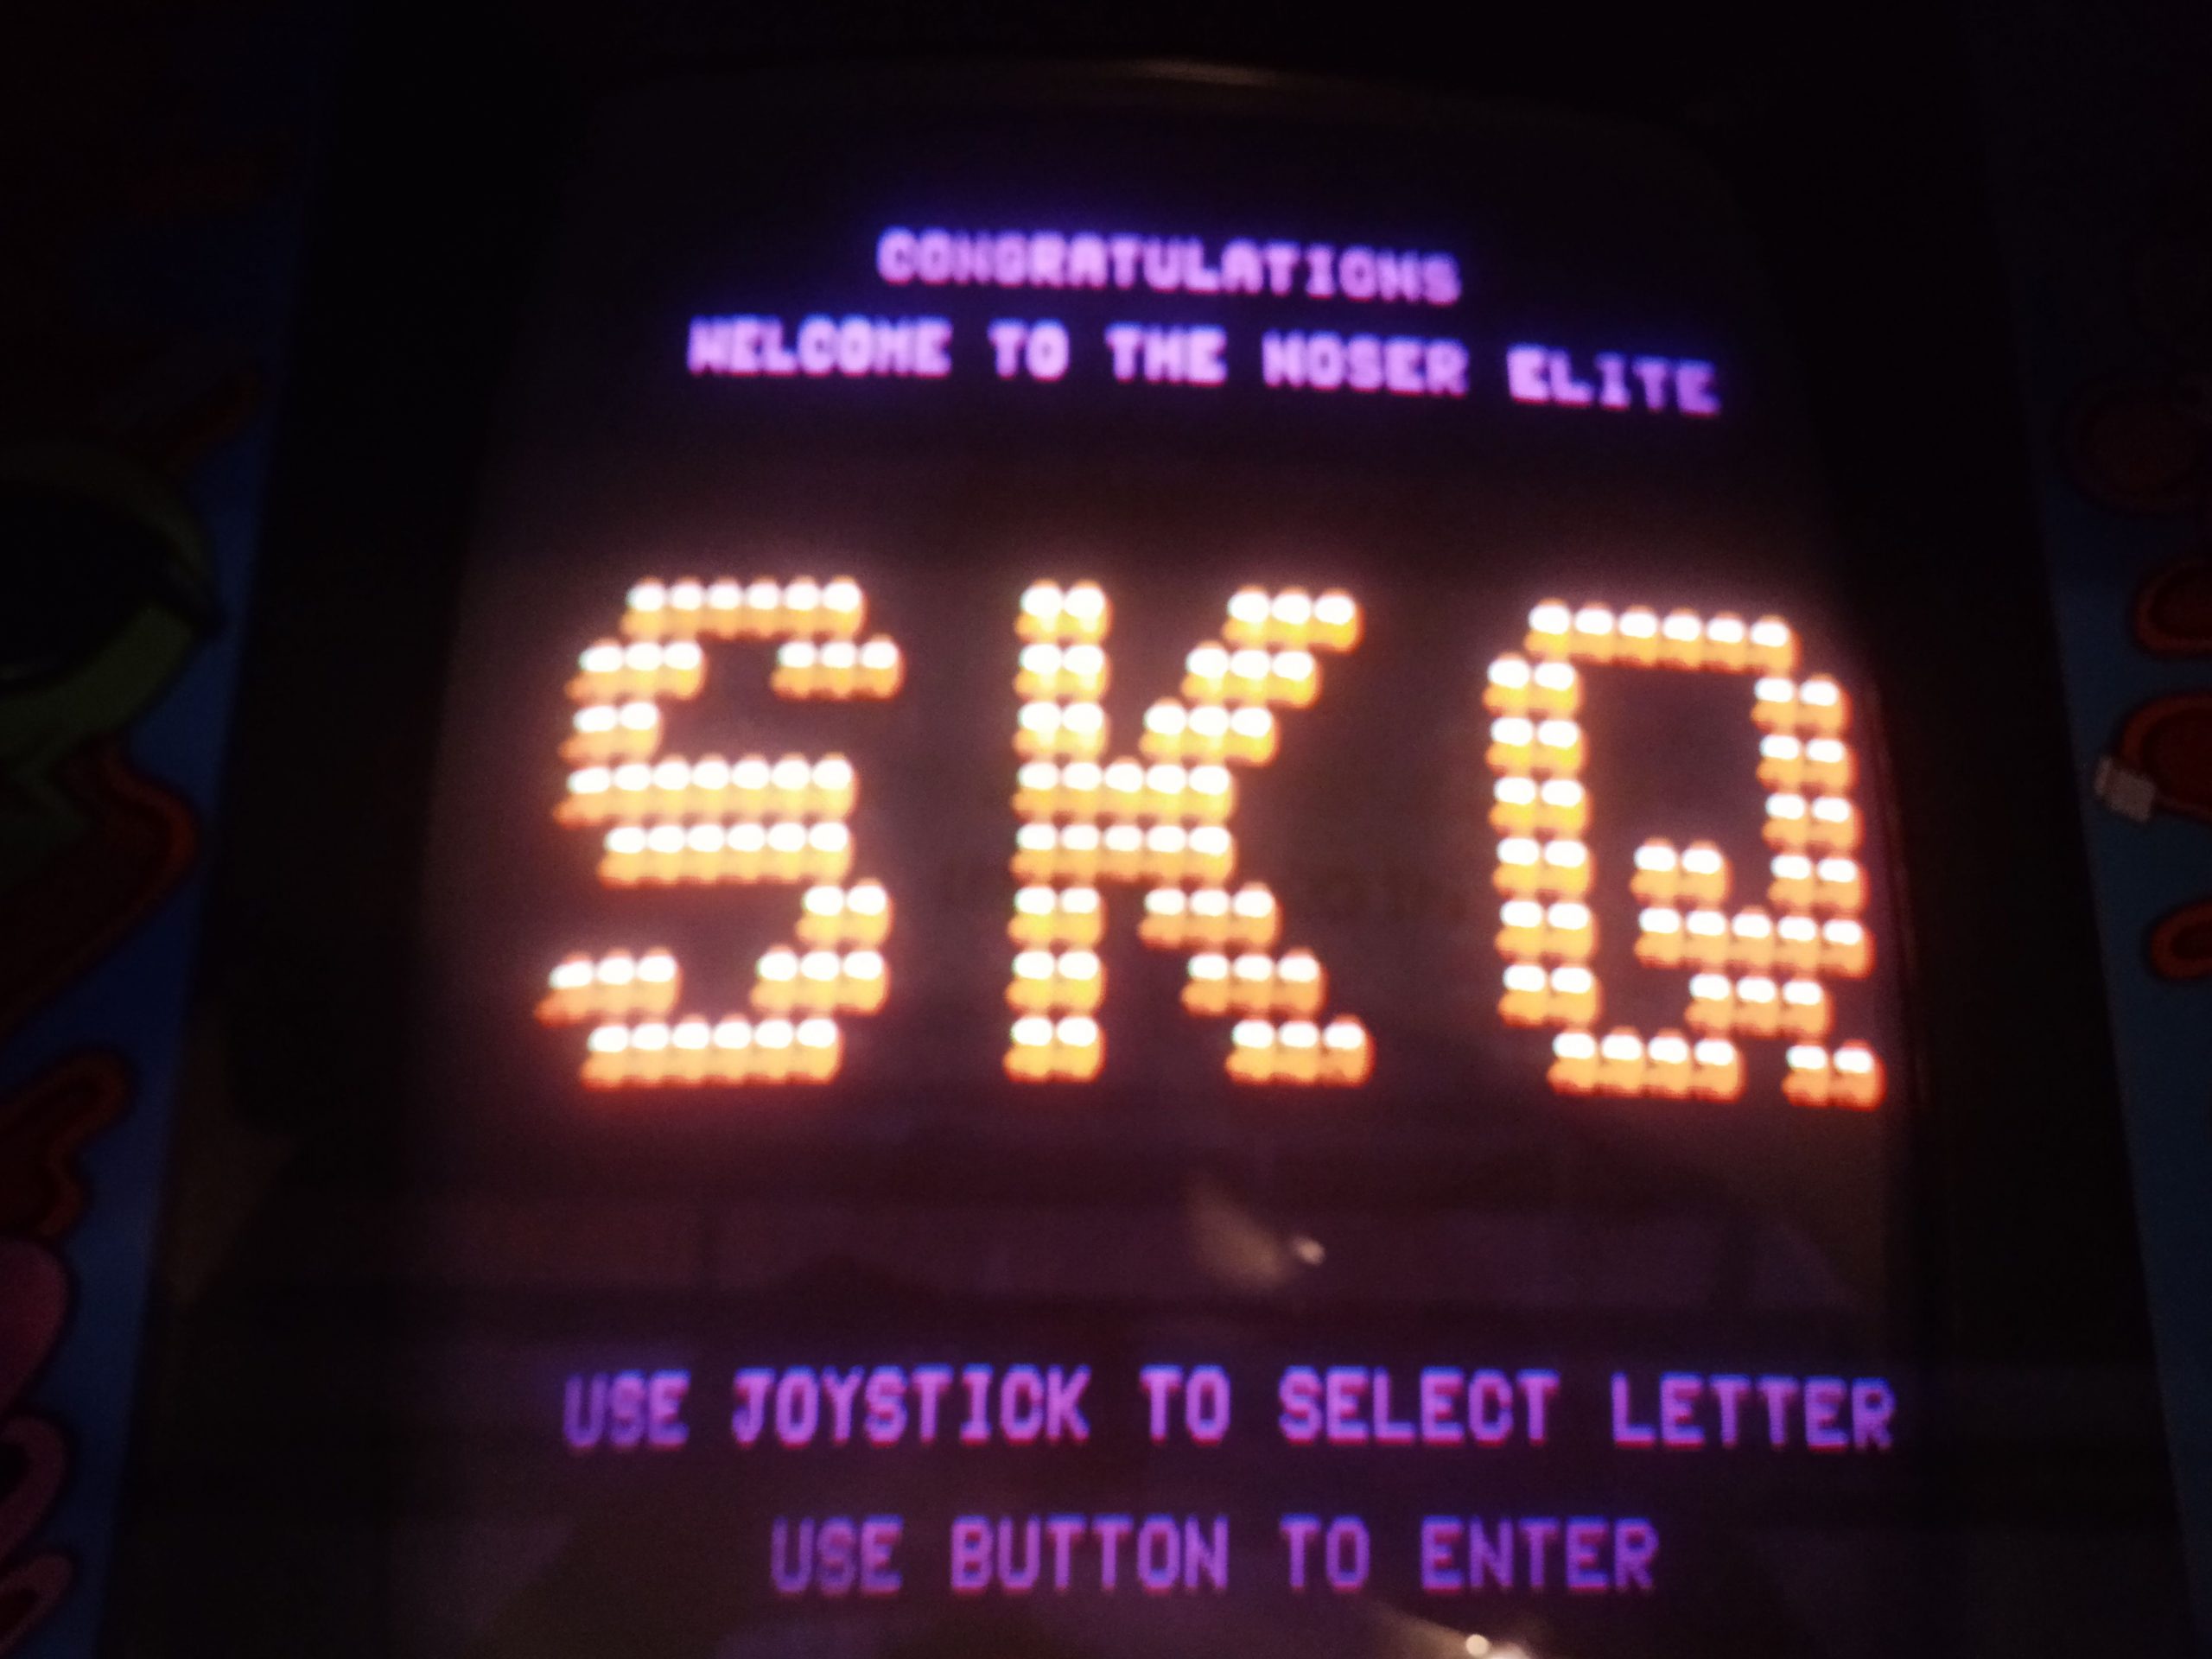 CONGRATULATIONS
WELCOME TO THE NOSER ELITE
SKQ
USE JOYSTICK TO SELECT LETTER
USE BUTTON TO ENTER